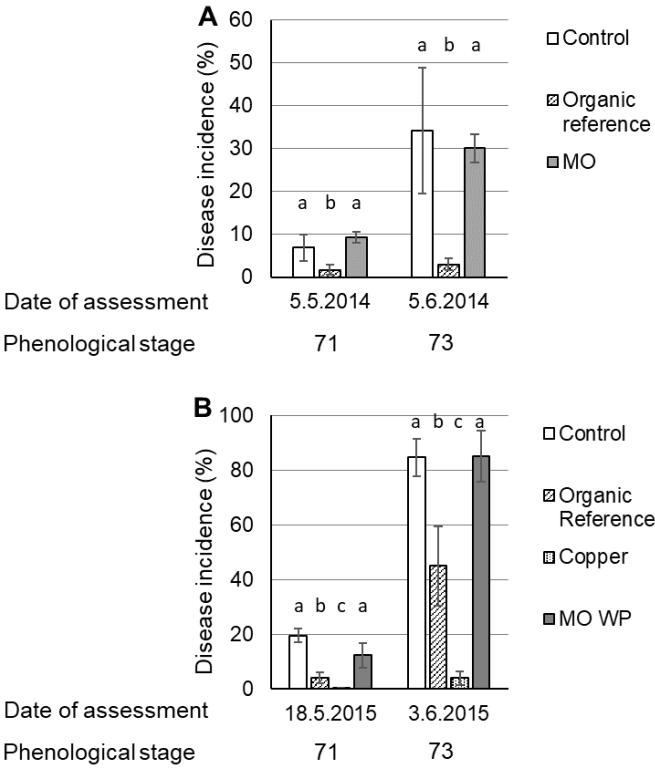 A
Disease incidence (%)
60
50
40
30
20
10
0
a b a
a b a
Control
Organic
reference
MO
Date of assessment 5.5.2014 5.6.2014
Phenological stage 71 73
B
Disease incidence (%)
100
80
60
40
20
0
a b c a
a b c a
Control
Organic
Reference
Copper
MO WP
Date of assessment 18.5.2015 3.6.2015
Phenological stage 71 73